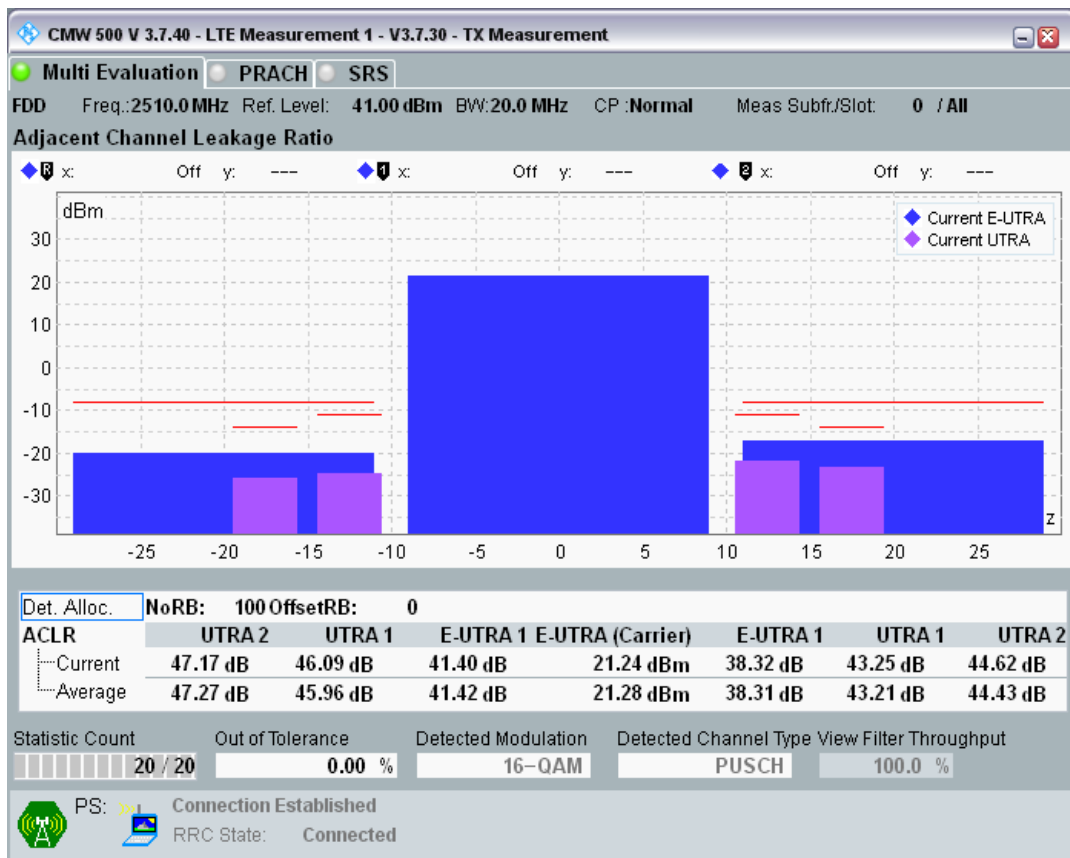 CMW 500 V 3.7.40 - LTE Measurement 1 - V3.7.30 - TX Measurement
Multi Evaluation PRACH SRS
FDD Freq.:2510.0 MHz Ref. Level: 41.00 dBm BW:20.0 MHz CP :Normal Meas Subfr./Slot: 0 / All
Adjacent Channel Leakage Ratio
R x: Off y: --- 1 x: Off y: --- 2 x: Off y: ---
dBm
Current E-UTRA
Current UTRA
30
20
10
0
-10
-20
-30
z
-25 -20 -15 -10 -5 0 5 10 15 20 25
Det. Alloc. NoRB: 100 OffsetRB: 0
ACLR UTRA 2 UTRA 1 E-UTRA 1 E-UTRA (Carrier) E-UTRA 1 UTRA 1 UTRA 2
Current 47.17 dB 46.09 dB 41.40 dB 21.24 dBm 38.32 dB 43.25 dB 44.62 dB
Average 47.27 dB 45.96 dB 41.42 dB 21.28 dBm 38.31 dB 43.21 dB 44.43 dB
Statistic Count Out of Tolerance Detected Modulation Detected Channel Type View Filter Throughput
20 / 20 0.00 % 16-QAM PUSCH 100.0 %
PS: Connection Established
RRC State: Connected